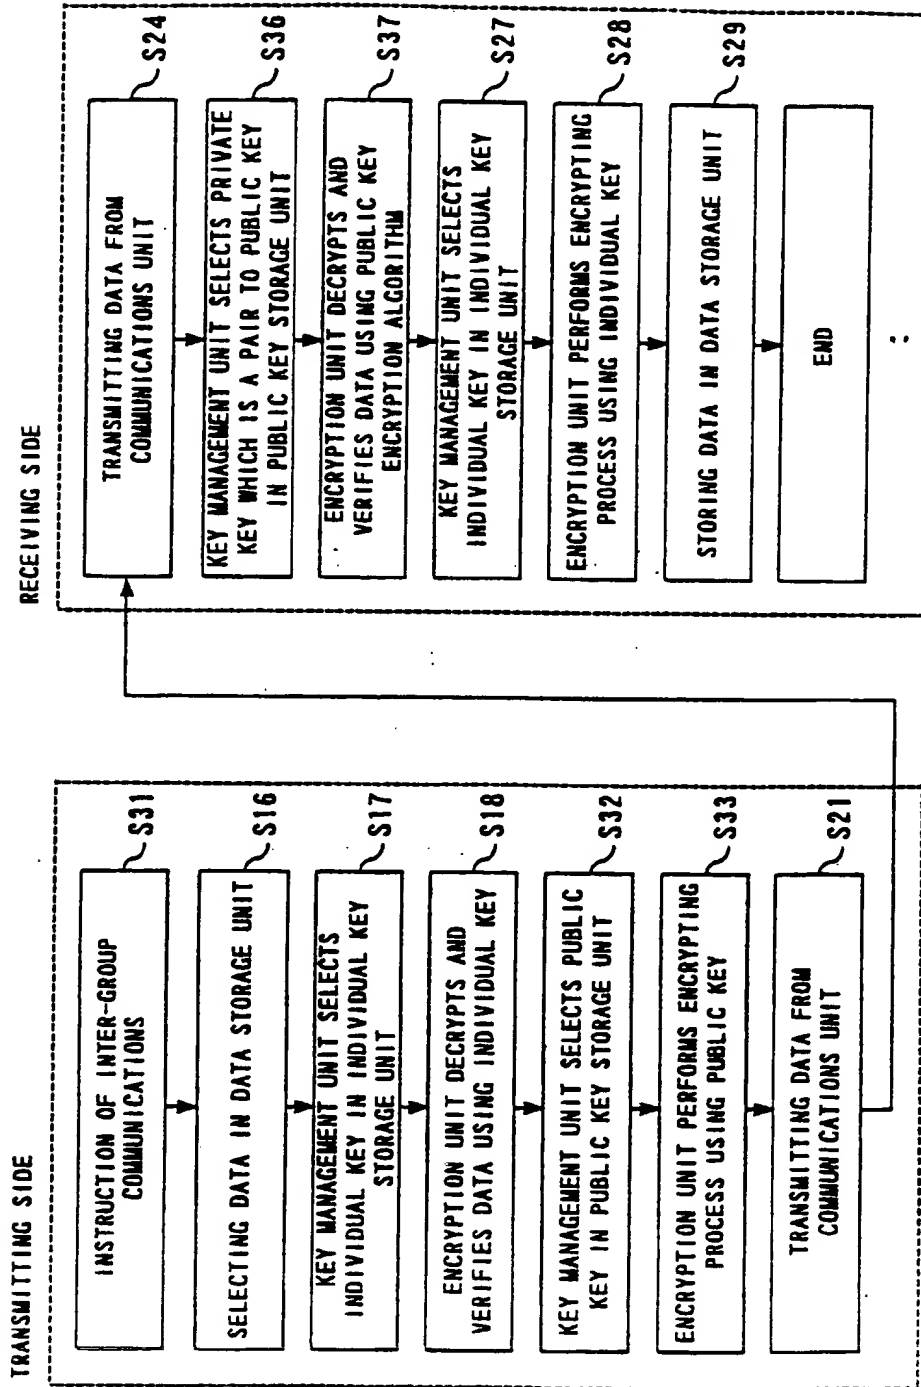 TRANSMITTING SIDE
INSTRUCTION OF INTER-GROUP
COMMUNICATIONS
S31
SELECTING DATA IN DATA STORAGE UNIT
S16
KEY MANAGEMENT UNIT SELECTS
INDIVIDUAL KEY IN INDIVIDUAL KEY
STORAGE UNIT
S17
ENCRYPTION UNIT DECRYPTS AND
VERIFIES DATA USING INDIVIDUAL KEY
S18
KEY MANAGEMENT UNIT SELECTS PUBLIC
KEY IN PUBLIC KEY STORAGE UNIT
S32
ENCRYPTION UNIT PERFORMS ENCRYPTING
PROCESS USING PUBLIC KEY
S33
TRANSMITTING DATA FROM
COMMUNICATIONS UNIT
S21
RECEIVING SIDE
TRANSMITTING DATA FROM
COMMUNICATIONS UNIT
S24
KEY MANAGEMENT UNIT SELECTS PRIVATE
KEY WHICH IS A PAIR TO PUBLIC KEY
IN PUBLIC KEY STORAGE UNIT
S36
ENCRYPTION UNIT DECRYPTS AND
VERIFIES DATA USING PUBLIC KEY
ENCRYPTION ALGORITHM
S37
KEY MANAGEMENT UNIT SELECTS
INDIVIDUAL KEY IN INDIVIDUAL KEY
STORAGE UNIT
S27
ENCRYPTION UNIT PERFORMS ENCRYPTING
PROCESS USING INDIVIDUAL KEY
S28
STORING DATA IN DATA STORAGE UNIT
S29
END